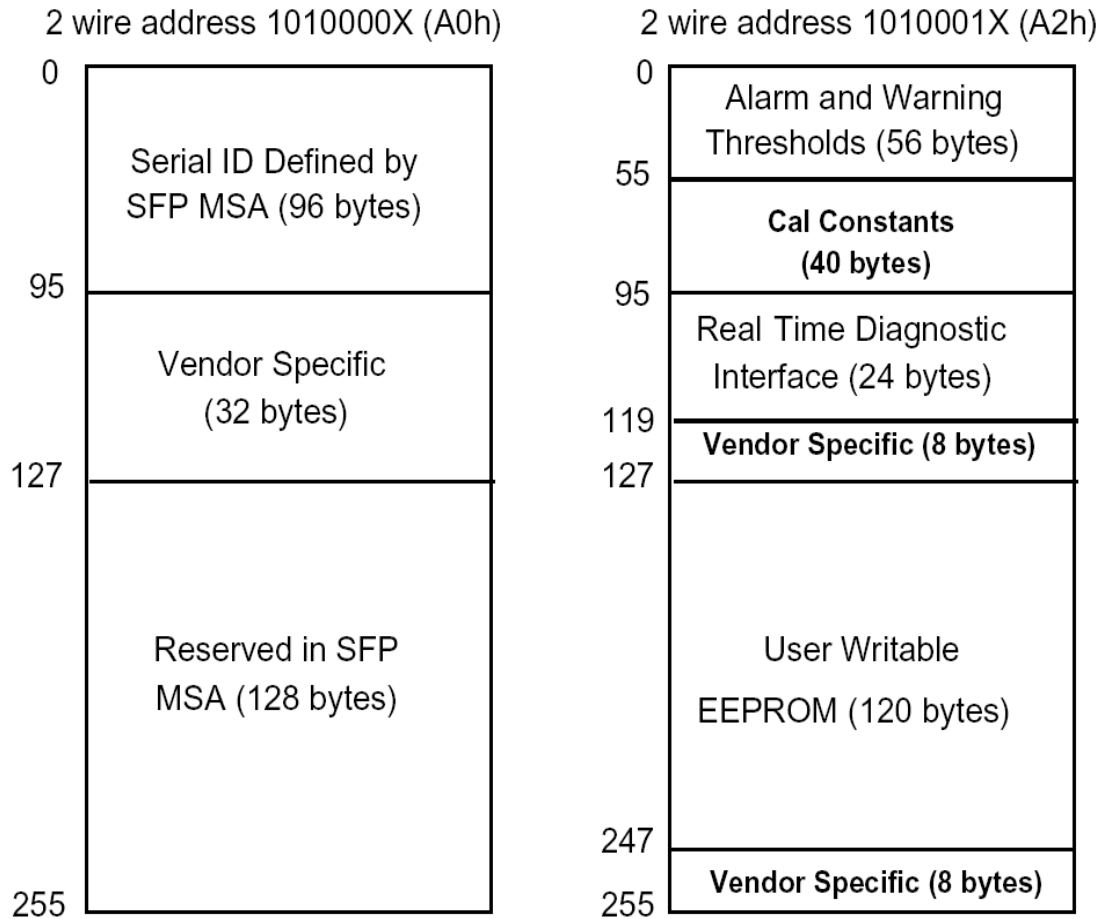 2 wire address 1010000X (A0h)
0
Serial ID Defined by
SFP MSA (96 bytes)
95
Vendor Specific
(32 bytes)
127
Reserved in SFP
MSA (128 bytes)
255
2 wire address 1010001X (A2h)
0
Alarm and Warning
Thresholds (56 bytes)
55
Cal Constants
(40 bytes)
95
Real Time Diagnostic
Interface (24 bytes)
119
Vendor Specific (8 bytes)
127
User Writable
EEPROM (120 bytes)
247
Vendor Specific (8 bytes)
255